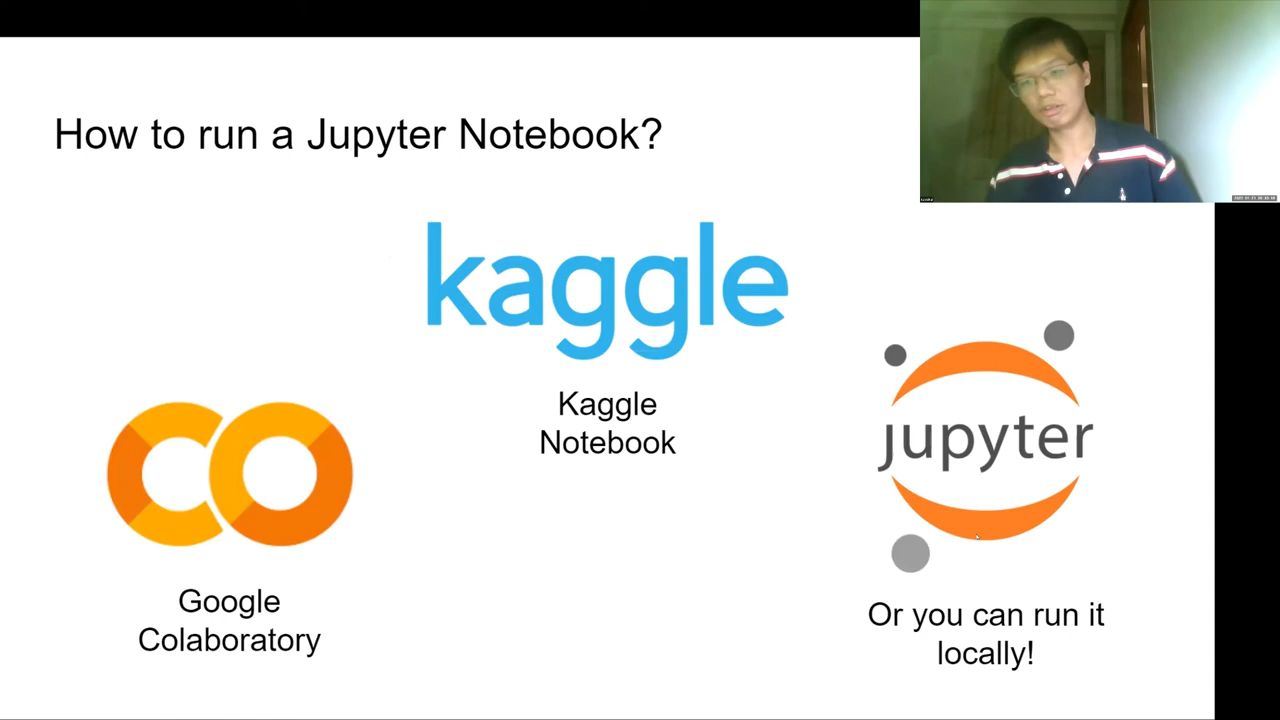 How to run a Jupyter Notebook?
kaggle
Kaggle
Notebook
jupyter
Google
Colaboratory
Or you can run it
locally!